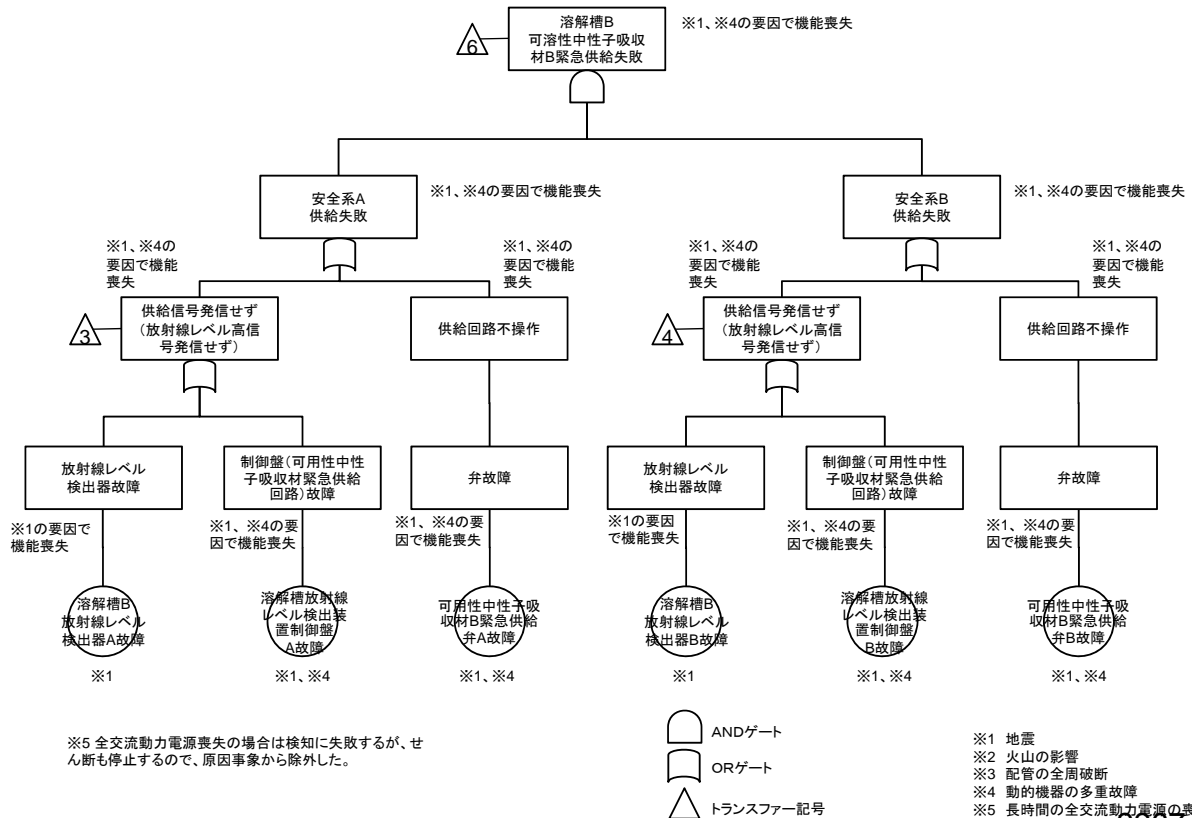 溶解槽B
可溶性中性子吸収
材B緊急供給失敗
※1、※4の要因で機能喪失
6
安全系A
供給失敗
※1、※4の要因で機能喪失
安全系B
供給失敗
※1、※4の要因で機能喪失
※1、※4の
要因で機能
喪失
※1、※4の
要因で機能
喪失
※1、※4の
要因で機能
喪失
※1、※4の
要因で機能
喪失
3
供給信号発信せず
(放射線レベル高信
号発信せず)
供給回路不操作
4
供給信号発信せず
(放射線レベル高信
号発信せず)
供給回路不操作
放射線レベル
検出器故障
制御盤(可用性中性
子吸収材緊急供給
回路)故障
弁故障
放射線レベル
検出器故障
制御盤(可用性中性
子吸収材緊急供給
回路)故障
弁故障
※1の要因で
機能喪失
※1、※4の要
因で機能喪失
※1、※4の要
因で機能喪失
※1の要因
で機能喪失
※1、※4の要
因で機能喪失
※1、※4の要
因で機能喪失
溶解槽B
放射線レベル
検出器A故障
溶解槽放射線
レベル検出装
置制御盤
A故障
可用性中性子吸
収材B緊急供給
弁A故障
溶解槽B
放射線レベル
検出器B故障
溶解槽放射線
レベル検出装
置制御盤
B故障
可用性中性子吸
収材B緊急供給
弁B故障
※1
※1、※4
※1、※4
※1
※1、※4
※1、※4
※5 全交流動力電源喪失の場合は検知に失敗するが、せ
ん断も停止するので、原因事象から除外した。
ANDゲート
ORゲート
トランスファー記号
※1 地震
※2 火山の影響
※3 配管の全周破断
※4 動的機器の多重故障
※5 長時間の全交流動力電源の喪